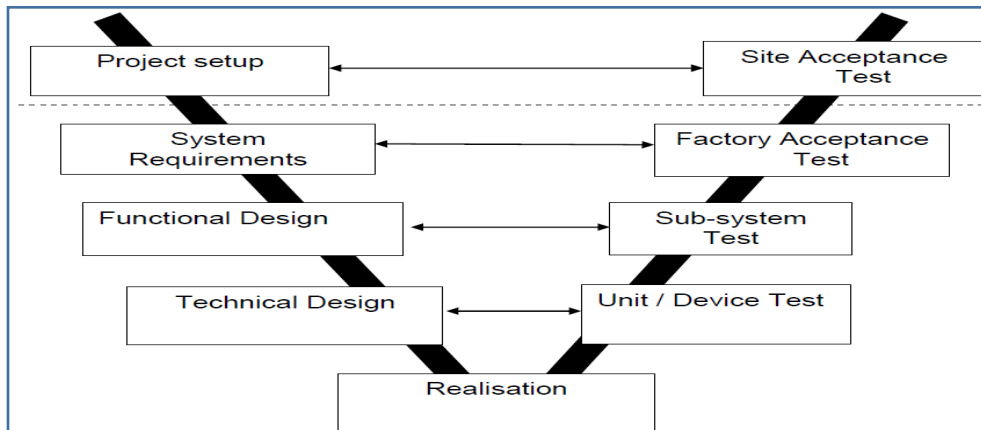 Project setup
Site Acceptance
Test
System
Requirements
Factory Acceptance
Test
Functional Design
Sub-system
Test
Technical Design
Unit / Device Test
Realisation